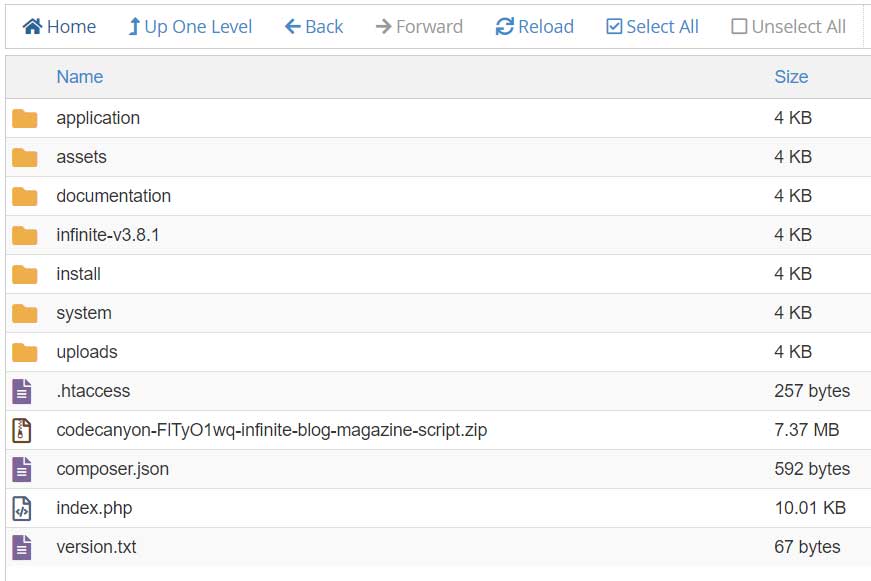 Home Up One Level Back Forward Reload Select All Unselect All
Name Size
application 4 KB
assets 4 KB
documentation 4 KB
infinite-v3.8.1 4 KB
install 4 KB
system 4 KB
uploads 4 KB
.htaccess 257 bytes
codecanyon-FlTyO1wq-infinite-blog-magazine-script.zip 7.37 MB
composer.json 592 bytes
index.php 10.01 KB
version.txt 67 bytes